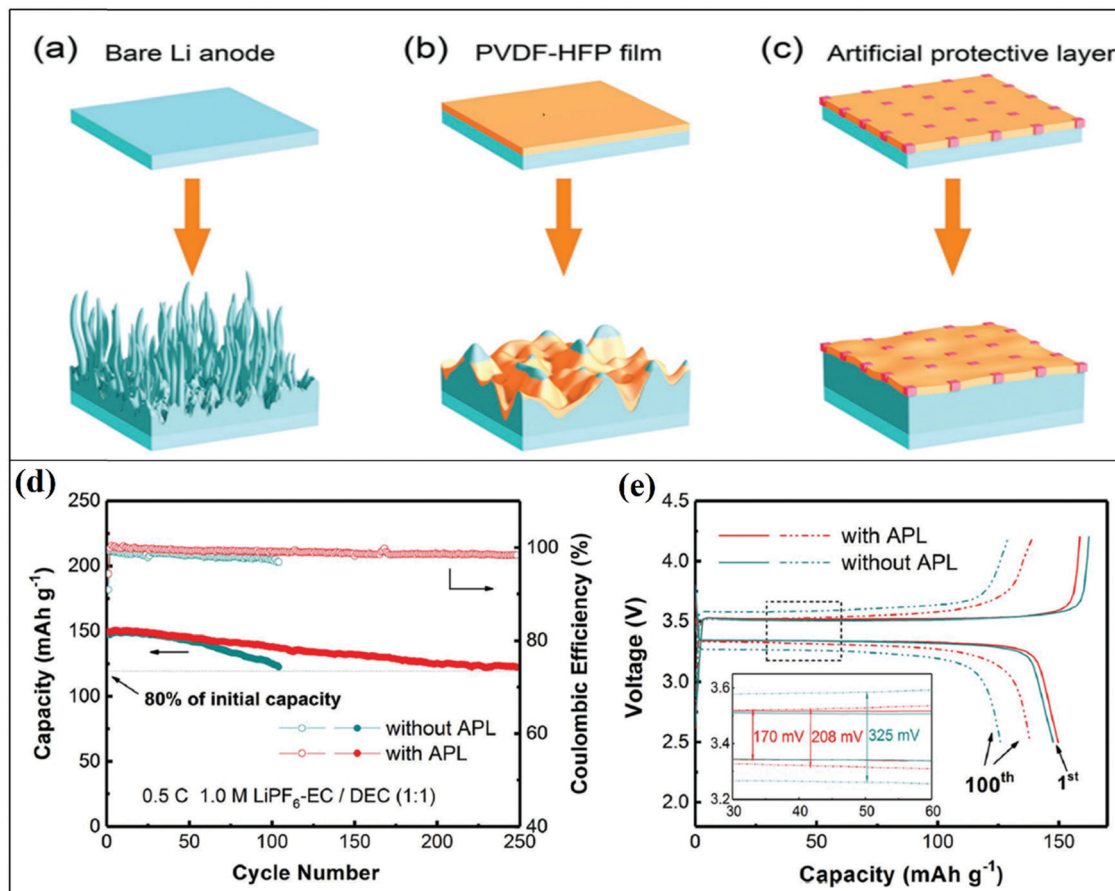 (a) Bare Li anode
(b) PVDF-HFP film
(c) Artificial protective layer
(d)
250
200
150
100
125
50
25
0
Capacity (mAh g⁻¹)
100
80
60
40
Coulombic Efficiency (%)
80% of initial capacity
without APL
with APL
0.5 C 1.0 M LiPF₆-EC / DEC (1:1)
0 50 100 150 200 250
Cycle Number
(e)
4.5
4.0
3.5
3.0
2.5
2.0
Voltage (V)
with APL
without APL
3.6
3.4
3.2
170 mV
208 mV
325 mV
30 40 50 60
100th
1st
0 50 100 150
Capacity (mAh g⁻¹)